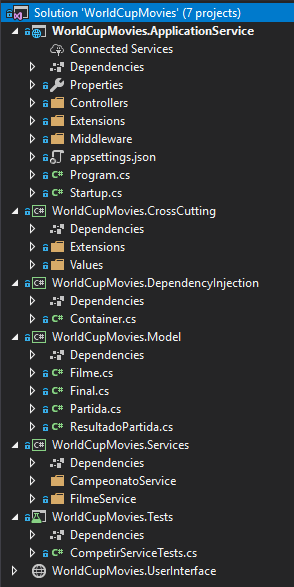 Solution 'WorldCupMovies' (7 projects)
WorldCupMovies.ApplicationService
Connected Services
Dependencies
Properties
Controllers
Extensions
Middleware
appsettings.json
C# Program.cs
C# Startup.cs
C# WorldCupMovies.CrossCutting
Dependencies
Extensions
Values
C# WorldCupMovies.DependencyInjection
Dependencies
C# Container.cs
C# WorldCupMovies.Model
Dependencies
C# Filme.cs
C# Final.cs
C# Partida.cs
C# ResultadoPartida.cs
C# WorldCupMovies.Services
Dependencies
CampeonatoService
FilmeService
WorldCupMovies.Tests
Dependencies
C# CompetirServiceTests.cs
WorldCupMovies.UserInterface